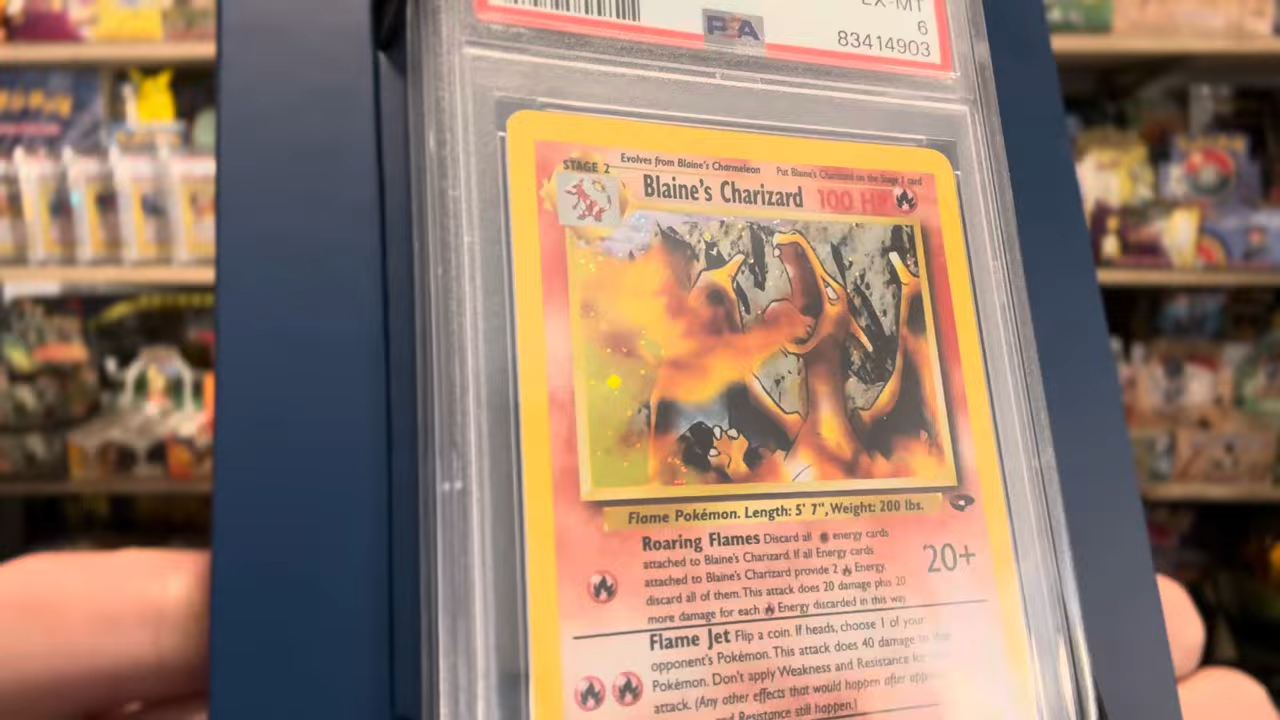 EX-MT
PSA
6
83414903
STAGE 2
Evolves from Blaine's Charmeleon
Put Blaine's Charizard on the Stage 1 card
Blaine's Charizard
100 HP
Flame Pokémon. Length: 5' 7", Weight: 200 lbs.
Roaring Flames Discard all energy cards
attached to Blaine's Charizard. If all Energy cards
attached to Blaine's Charizard provide 2 Energy,
discard all of them. This attack does 20 damage plus 20
more damage for each Energy discarded in this way.
20+
Flame Jet Flip a coin. If heads, choose 1 of your
opponent's Pokémon. This attack does 40 damage to that
Pokémon. Don't apply Weakness and Resistance for
attack. (Any other effects that would happen after
and Resistance still happen.)